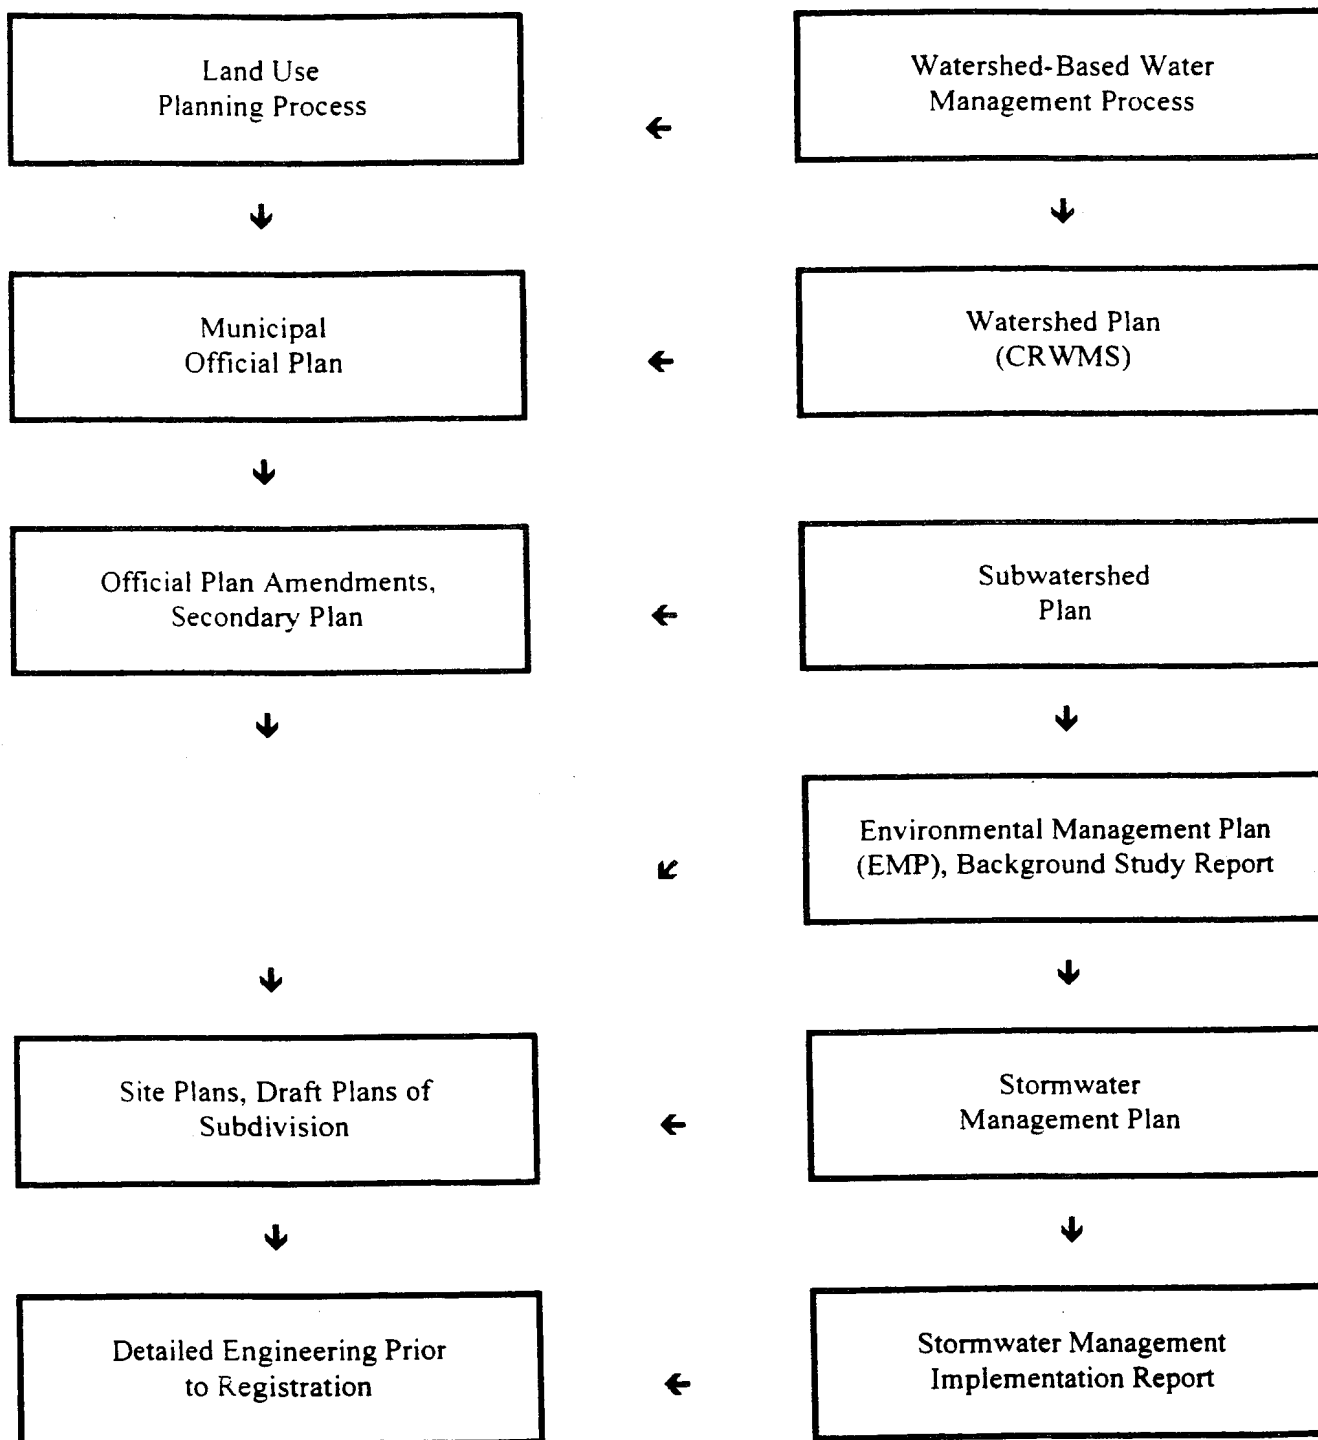 Land Use
Planning Process
Watershed-Based Water
Management Process
Municipal
Official Plan
Watershed Plan
(CRWMS)
Official Plan Amendments,
Secondary Plan
Subwatershed
Plan
Environmental Management Plan
(EMP), Background Study Report
Site Plans, Draft Plans of
Subdivision
Stormwater
Management Plan
Detailed Engineering Prior
to Registration
Stormwater Management
Implementation Report